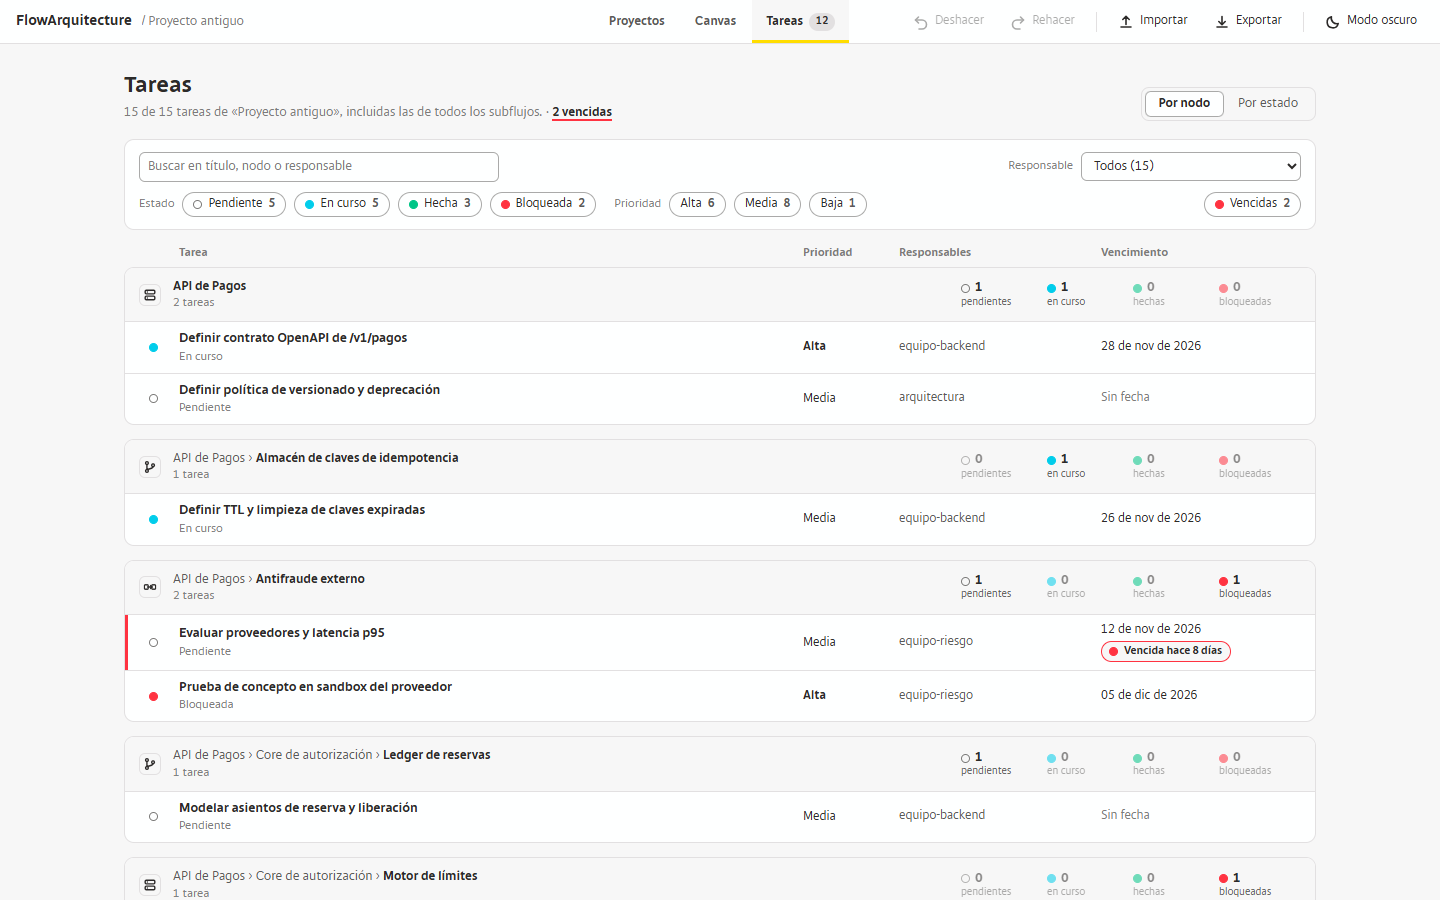 FlowArquitecture / Proyecto antiguo
Proyectos Canvas Tareas 12
Deshacer Rehacer Importar Exportar Modo oscuro
Tareas
15 de 15 tareas de «Proyecto antiguo», incluidas las de todos los subflujos. · 2 vencidas
Por nodo Por estado
Buscar en título, nodo o responsable
Responsable Todos (15)
Estado Pendiente 5 En curso 5 Hecha 3 Bloqueada 2 Prioridad Alta 6 Media 8 Baja 1 Vencidas 2
Tarea Prioridad Responsables Vencimiento
API de Pagos
2 tareas
1 pendientes 1 en curso 0 hechas 0 bloqueadas
Definir contrato OpenAPI de /v1/pagos
En curso
Alta equipo-backend 28 de nov de 2026
Definir política de versionado y deprecación
Pendiente
Media arquitectura Sin fecha
API de Pagos › Almacén de claves de idempotencia
1 tarea
0 pendientes 1 en curso 0 hechas 0 bloqueadas
Definir TTL y limpieza de claves expiradas
En curso
Media equipo-backend 26 de nov de 2026
API de Pagos › Antifraude externo
2 tareas
1 pendientes 0 en curso 0 hechas 1 bloqueadas
Evaluar proveedores y latencia p95
Pendiente
Media equipo-riesgo 12 de nov de 2026
Vencida hace 8 días
Prueba de concepto en sandbox del proveedor
Bloqueada
Alta equipo-riesgo 05 de dic de 2026
API de Pagos › Core de autorización › Ledger de reservas
1 tarea
1 pendientes 0 en curso 0 hechas 0 bloqueadas
Modelar asientos de reserva y liberación
Pendiente
Media equipo-backend Sin fecha
API de Pagos › Core de autorización › Motor de límites
1 tarea
0 pendientes 0 en curso 0 hechas 1 bloqueadas